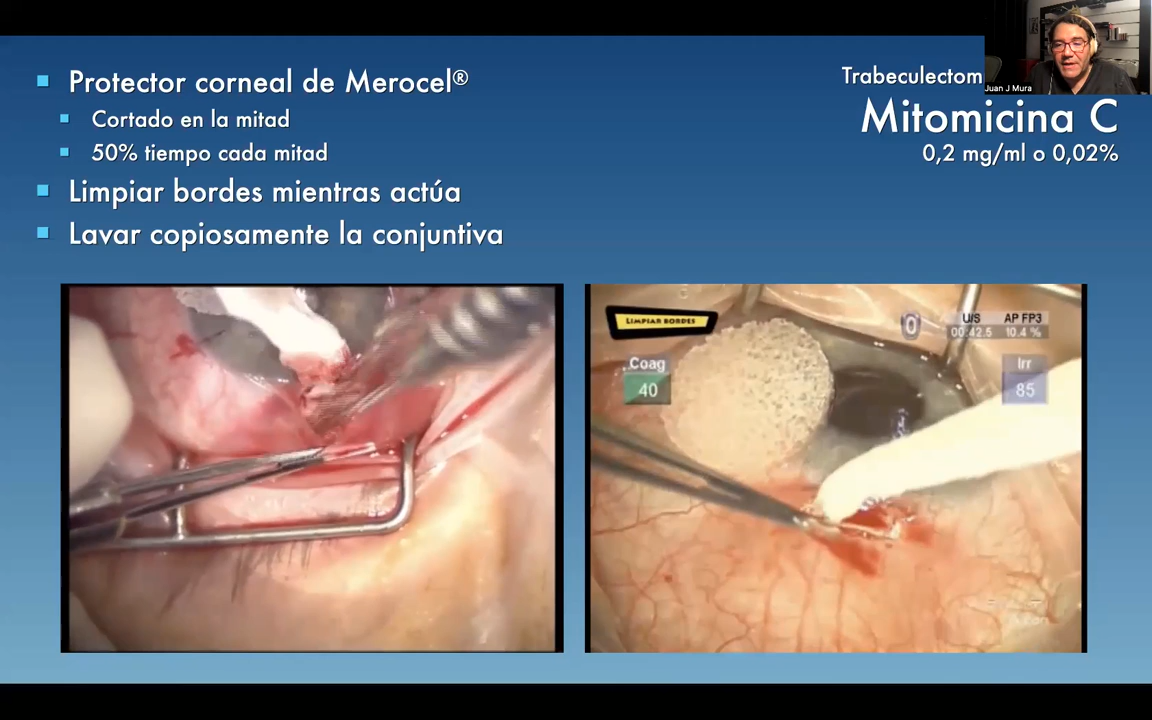 Protector corneal de Merocel®
Cortado en la mitad
50% tiempo cada mitad
Limpiar bordes mientras actúa
Lavar copiosamente la conjuntiva
Trabeculectom
Mitomicina C
0,2 mg/ml o 0,02%
Juan J Mura
LIMPIAR BORDES
0
U/S AP FP3
00:42.5 10.4 %
Coag
40
Irr
85